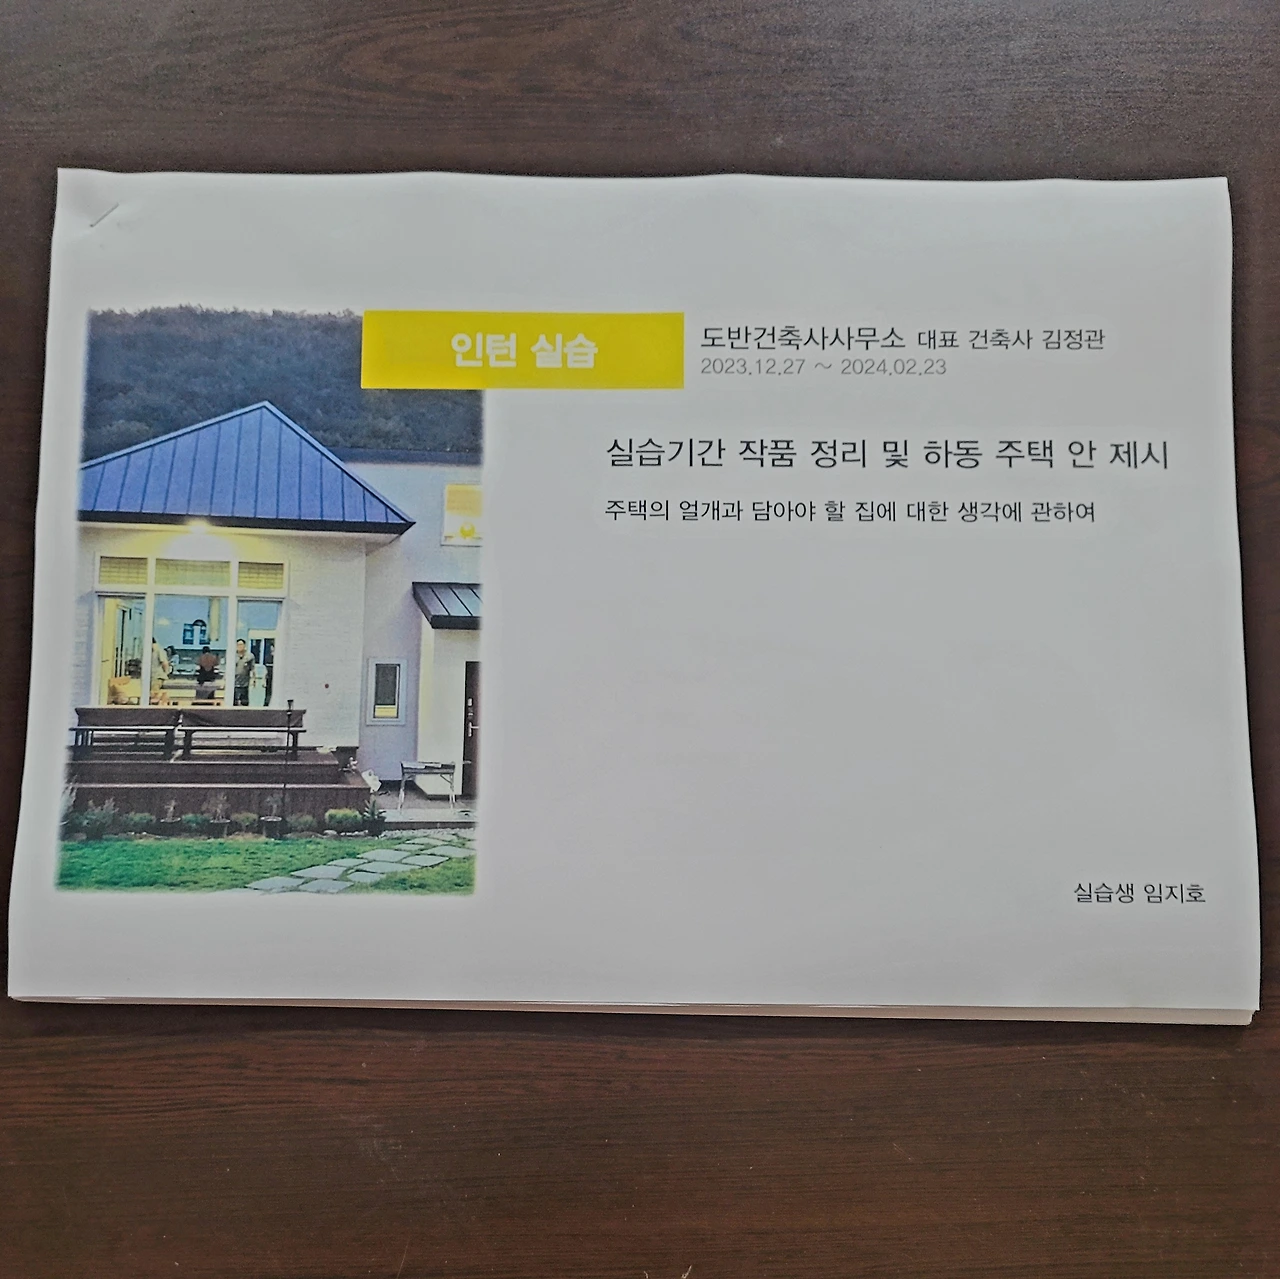 인턴 실습
도반건축사사무소 대표 건축사 김정관
2023.12.27 ~ 2024.02.23
실습기간 작품 정리 및 하동 주택 안 제시
주택의 얼개과 담아야 할 집에 대한 생각에 관하여
실습생 임지호